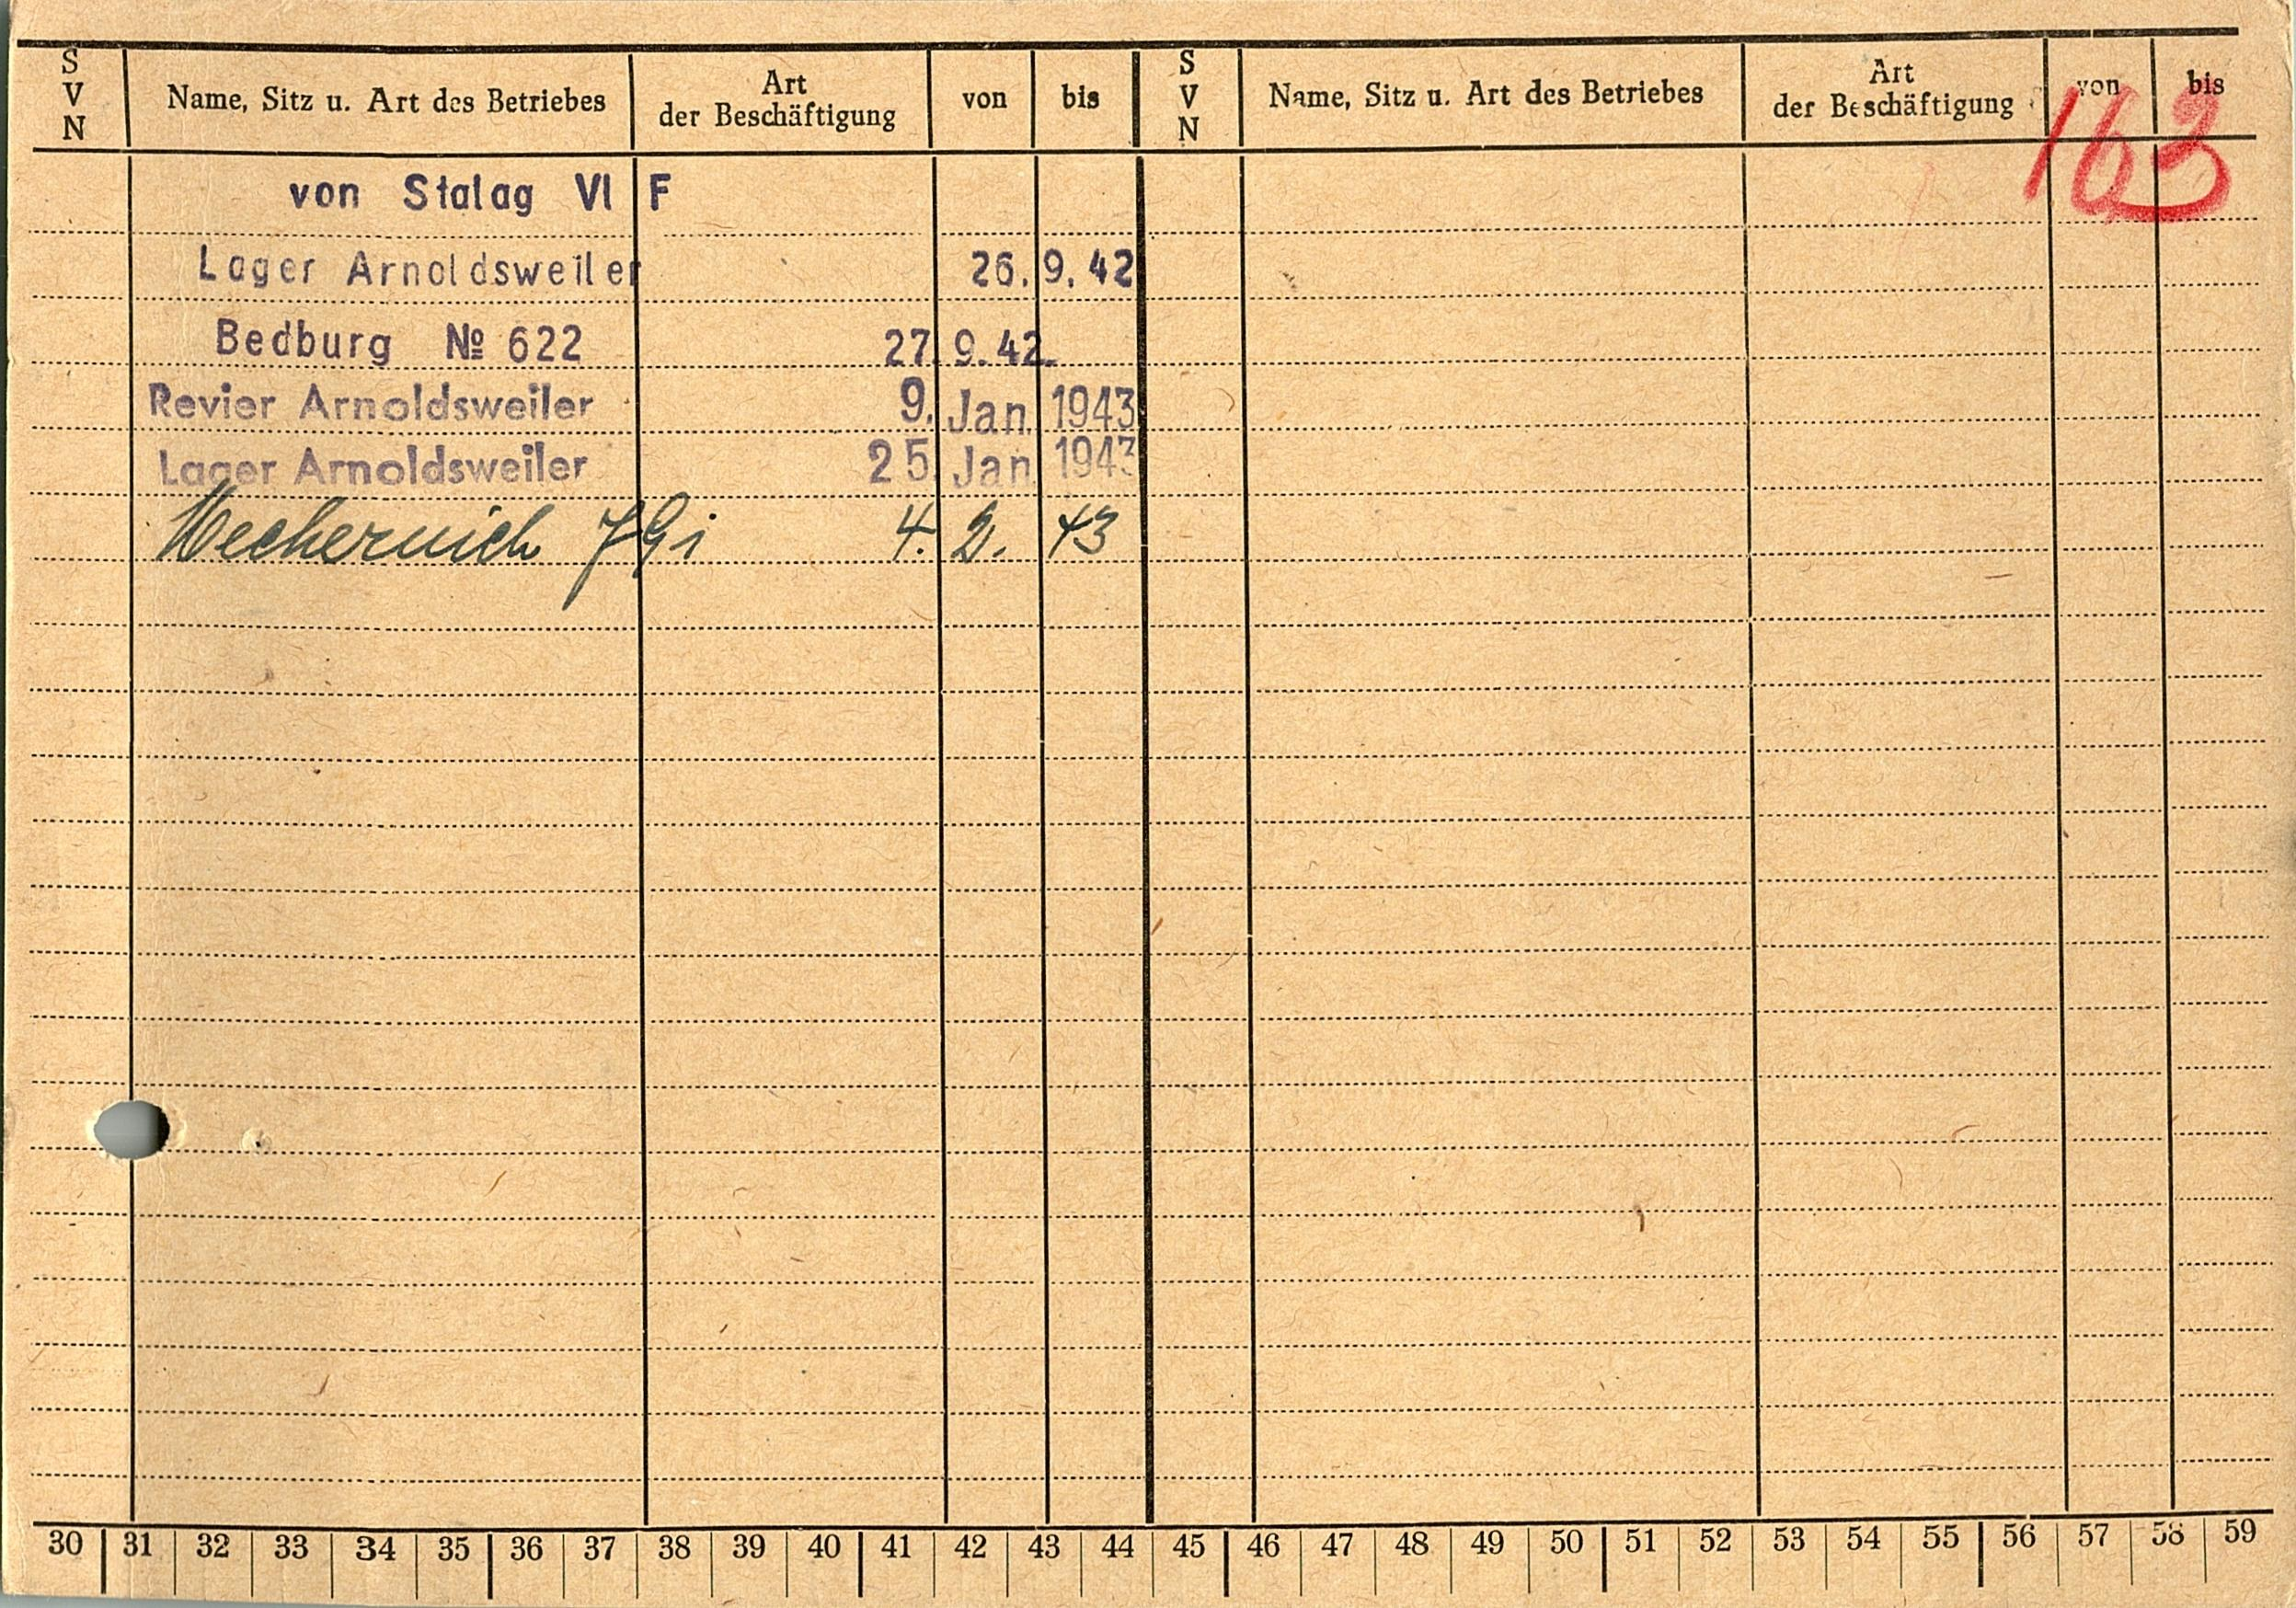 S V N Name, Sitz u. Art des Betriebes Art der Beschäftigung von bis S V N Name, Sitz u. Art des Betriebes Art der Beschäftigung von bis
163
von Stalag VI F
Lager Arnoldsweiler 26. 9. 42
Bedburg № 622 27. 9. 42.
Revier Arnoldsweiler 9. Jan. 1943
Lager Arnoldsweiler 25. Jan. 1943
Mechernich 4. 2. 43
30 31 32 33 34 35 36 37 38 39 40 41 42 43 44 45 46 47 48 49 50 51 52 53 54 55 56 57 58 59